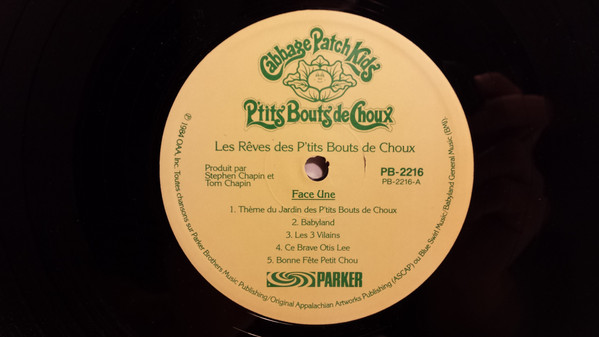 Cabbage Patch Kids
P'tits Bouts de Choux
Les Rêves des P'tits Bouts de Choux
Produit par
Stephen Chapin et
Tom Chapin
PB-2216
PB-2216-A
Face Une
1. Thème du Jardin des P'tits Bouts de Choux
2. Babyland
3. Les 3 Vilains
4. Ce Brave Otis Lee
5. Bonne Fête Petit Chou
PARKER
℗ 1984 OAA, Inc. Toutes chansons sur Parker Brothers Music Publishing/Original Appalachian Artworks Publishing (ASCAP) ou Blue Swirl Music/Babyland General Music (BMI)